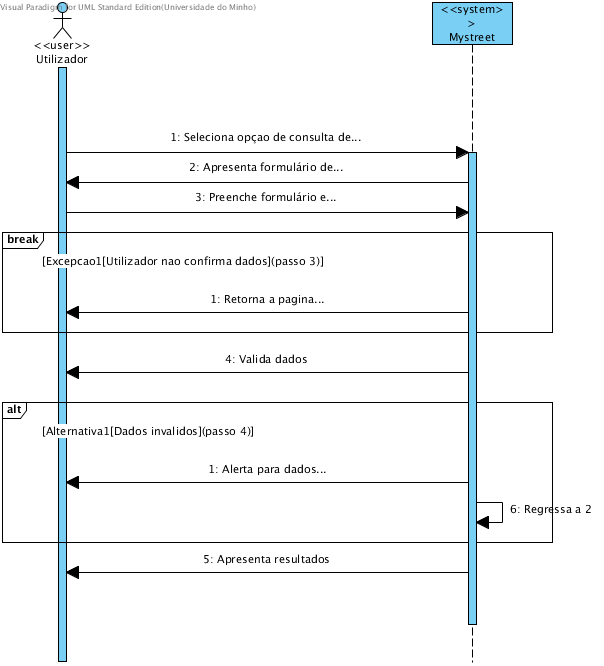 Visual Paradigm for UML Standard Edition(Universidade do Minho)
<<system>
>
Mystreet
<<user>>
Utilizador
1: Seleciona opçao de consulta de...
2: Apresenta formulário de...
3: Preenche formulário e...
break
[Excepcao1[Utilizador nao confirma dados](passo 3)]
1: Retorna a pagina...
4: Valida dados
alt
[Alternativa1[Dados invalidos](passo 4)]
1: Alerta para dados...
6: Regressa a 2
5: Apresenta resultados